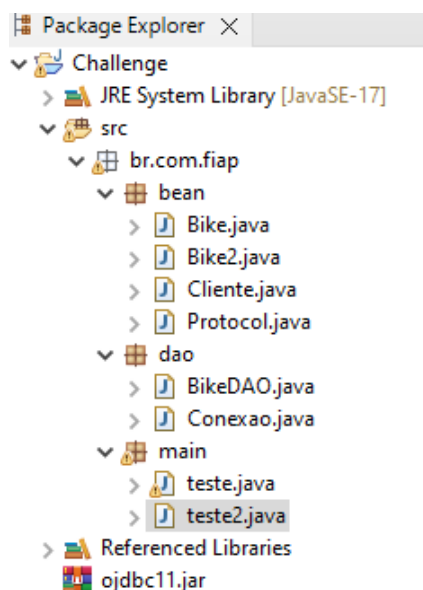 Package Explorer
Challenge
JRE System Library [JavaSE-17]
src
br.com.fiap
bean
Bike.java
Bike2.java
Cliente.java
Protocol.java
dao
BikeDAO.java
Conexao.java
main
teste.java
teste2.java
Referenced Libraries
ojdbc11.jar